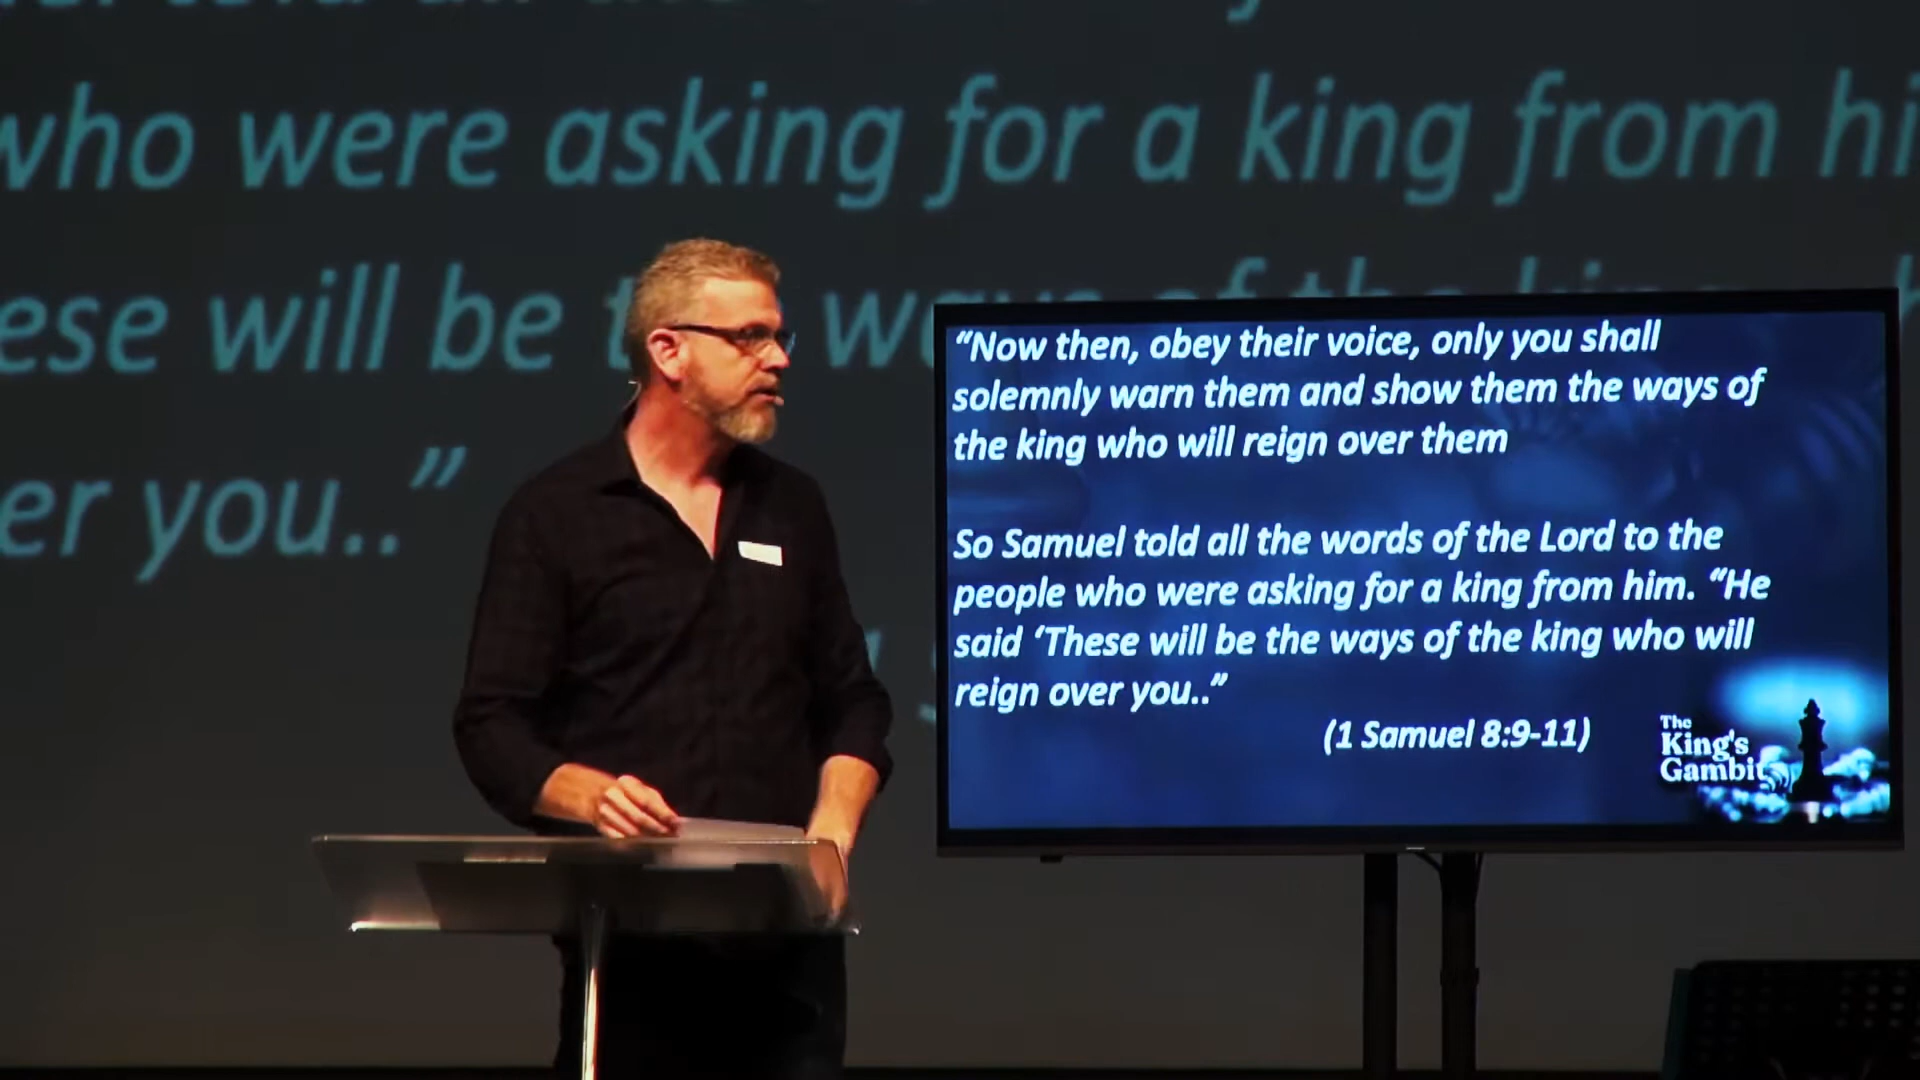 who were asking for a king from hi
ese will be t ways of the king
er you..”
“Now then, obey their voice, only you shall
solemnly warn them and show them the ways of
the king who will reign over them
So Samuel told all the words of the Lord to the
people who were asking for a king from him. “He
said ‘These will be the ways of the king who will
reign over you..”
(1 Samuel 8:9-11)
The
King's
Gambit